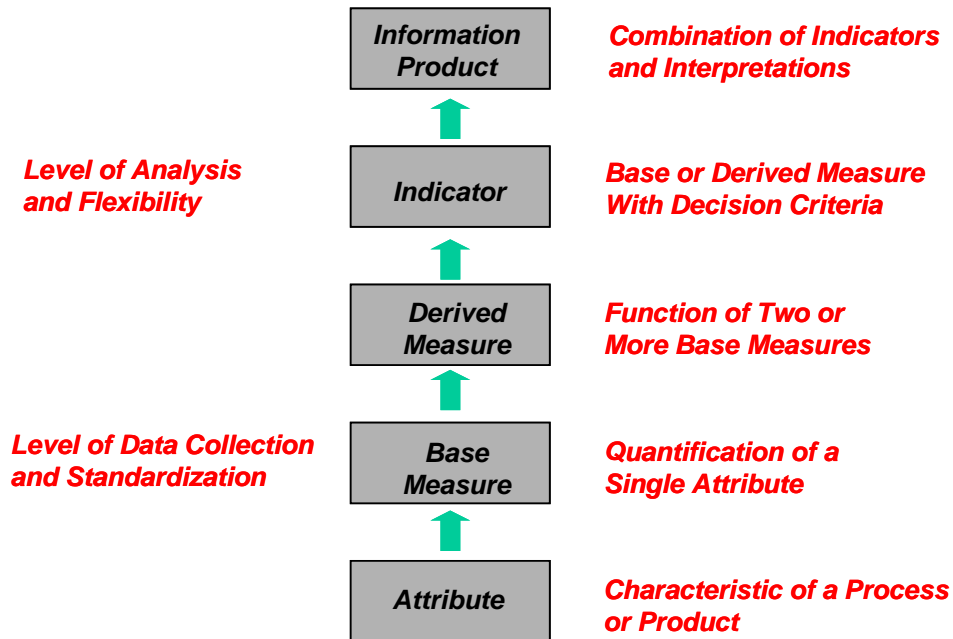 Information
Product
Combination of Indicators
and Interpretations
Level of Analysis
and Flexibility
Indicator
Base or Derived Measure
With Decision Criteria
Derived
Measure
Function of Two or
More Base Measures
Level of Data Collection
and Standardization
Base
Measure
Quantification of a
Single Attribute
Attribute
Characteristic of a Process
or Product